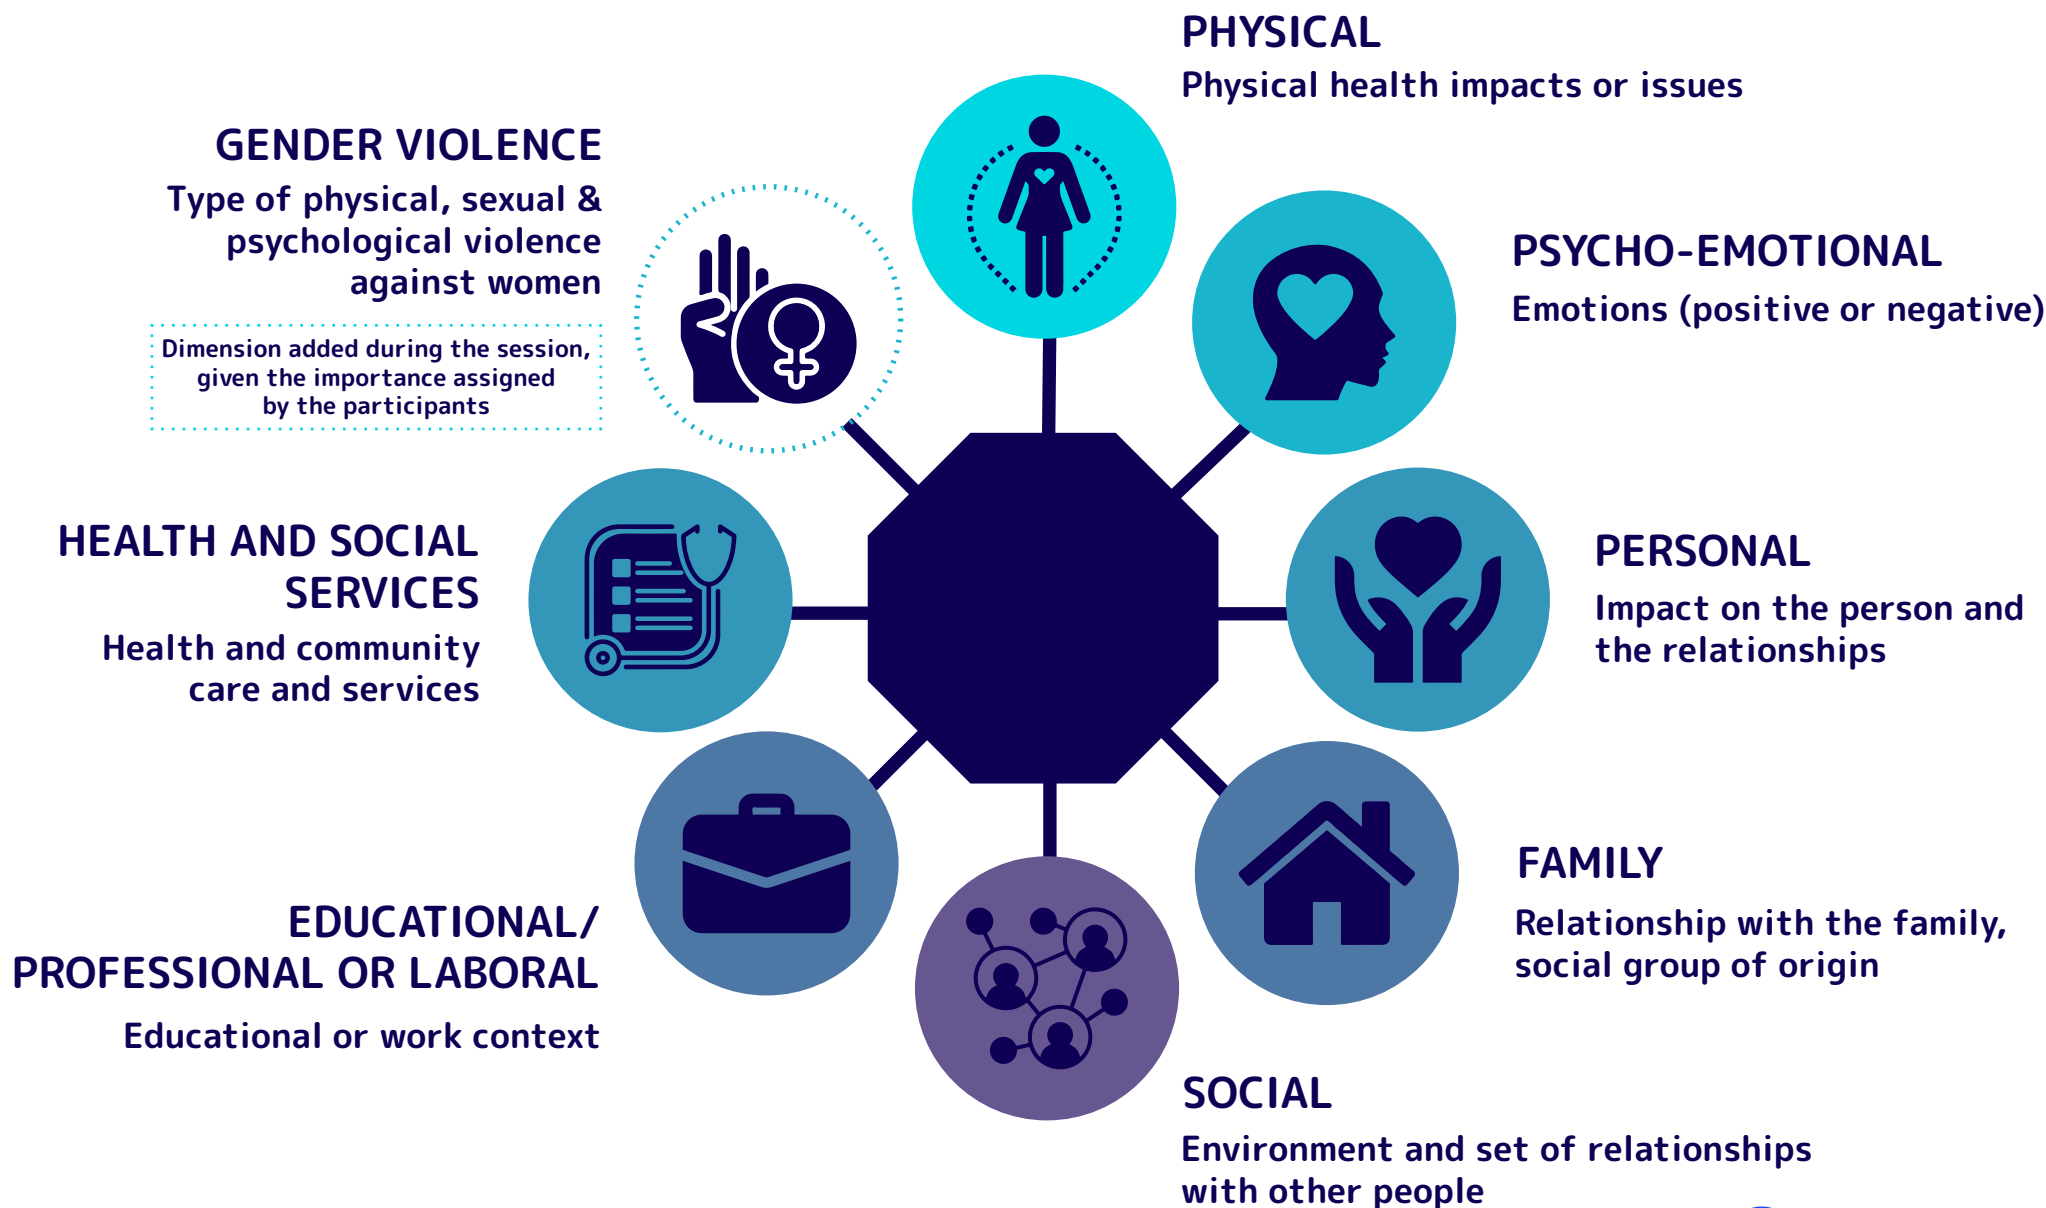 PHYSICAL
Physical health impacts or issues
GENDER VIOLENCE
Type of physical, sexual &
psychological violence
against women
Dimension added during the session,
given the importance assigned
by the participants
PSYCHO-EMOTIONAL
Emotions (positive or negative)
HEALTH AND SOCIAL
SERVICES
Health and community
care and services
PERSONAL
Impact on the person and
the relationships
EDUCATIONAL/
PROFESSIONAL OR LABORAL
Educational or work context
FAMILY
Relationship with the family,
social group of origin
SOCIAL
Environment and set of relationships
with other people